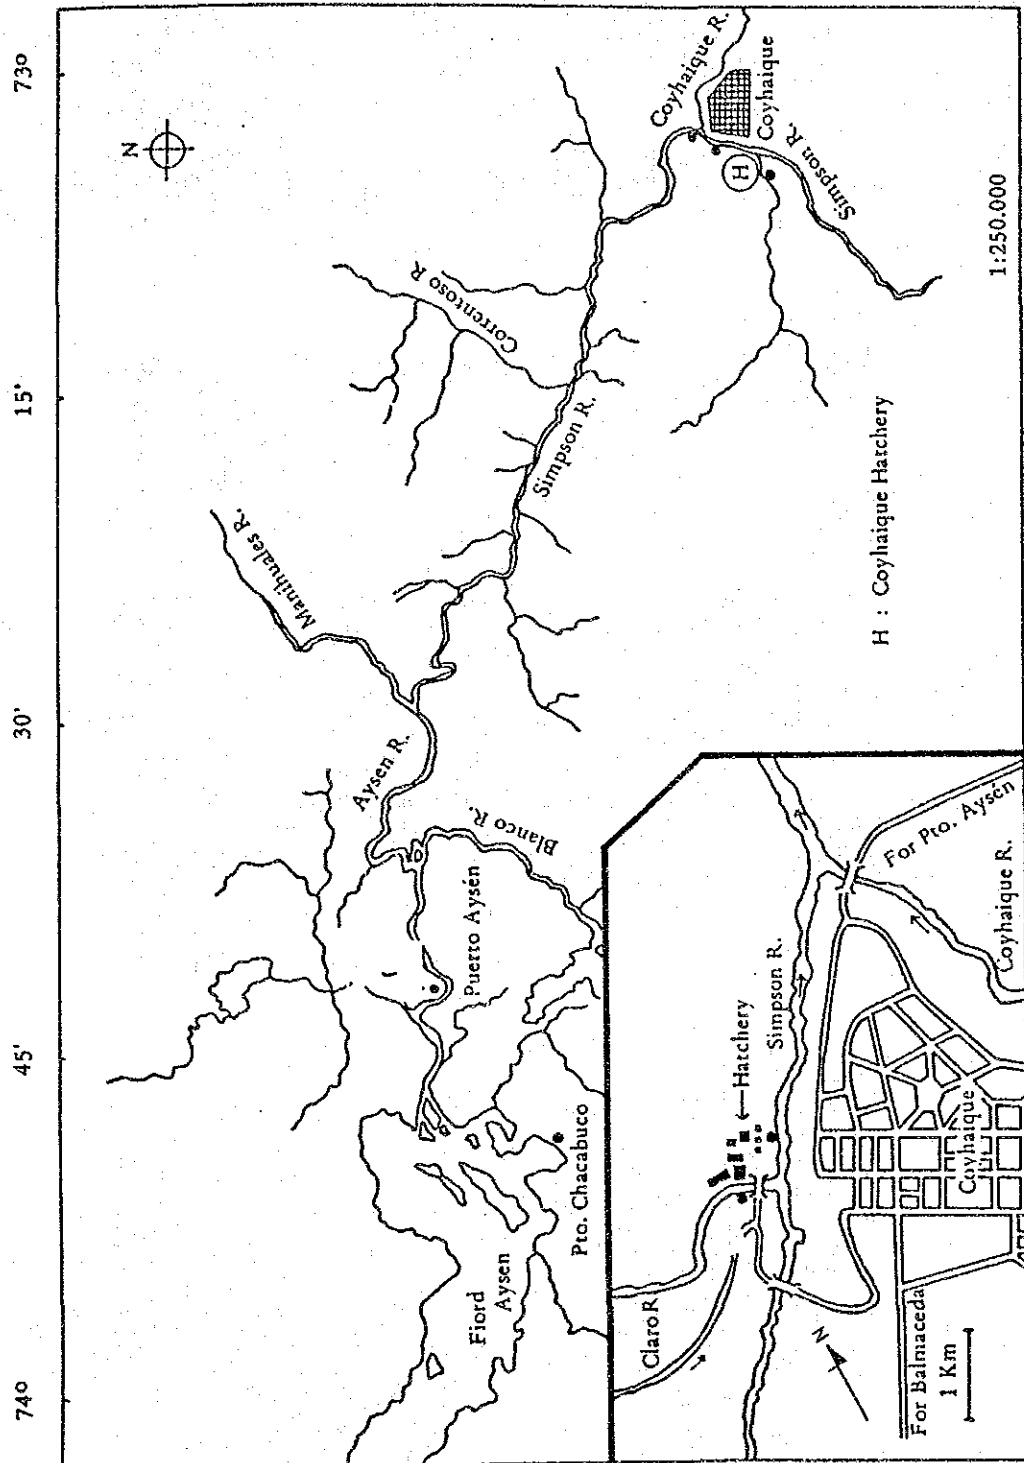 74°
45'
30'
15'
73°
N
Manihuales R.
Correntoso R
Coyhaique R.
Aysen R.
Simpson R.
Coyhaique
H
Simpson R.
Blanco R.
Puerto Aysén
Fiord
Aysen
Pto. Chacabuco
H : Coyhaique Hatchery
1:250.000
Claro R.
Hatchery
Simpson R.
For Pto. Aysén
Coyhaique R.
Coyhaique
N
For Balmaceda
1 Km